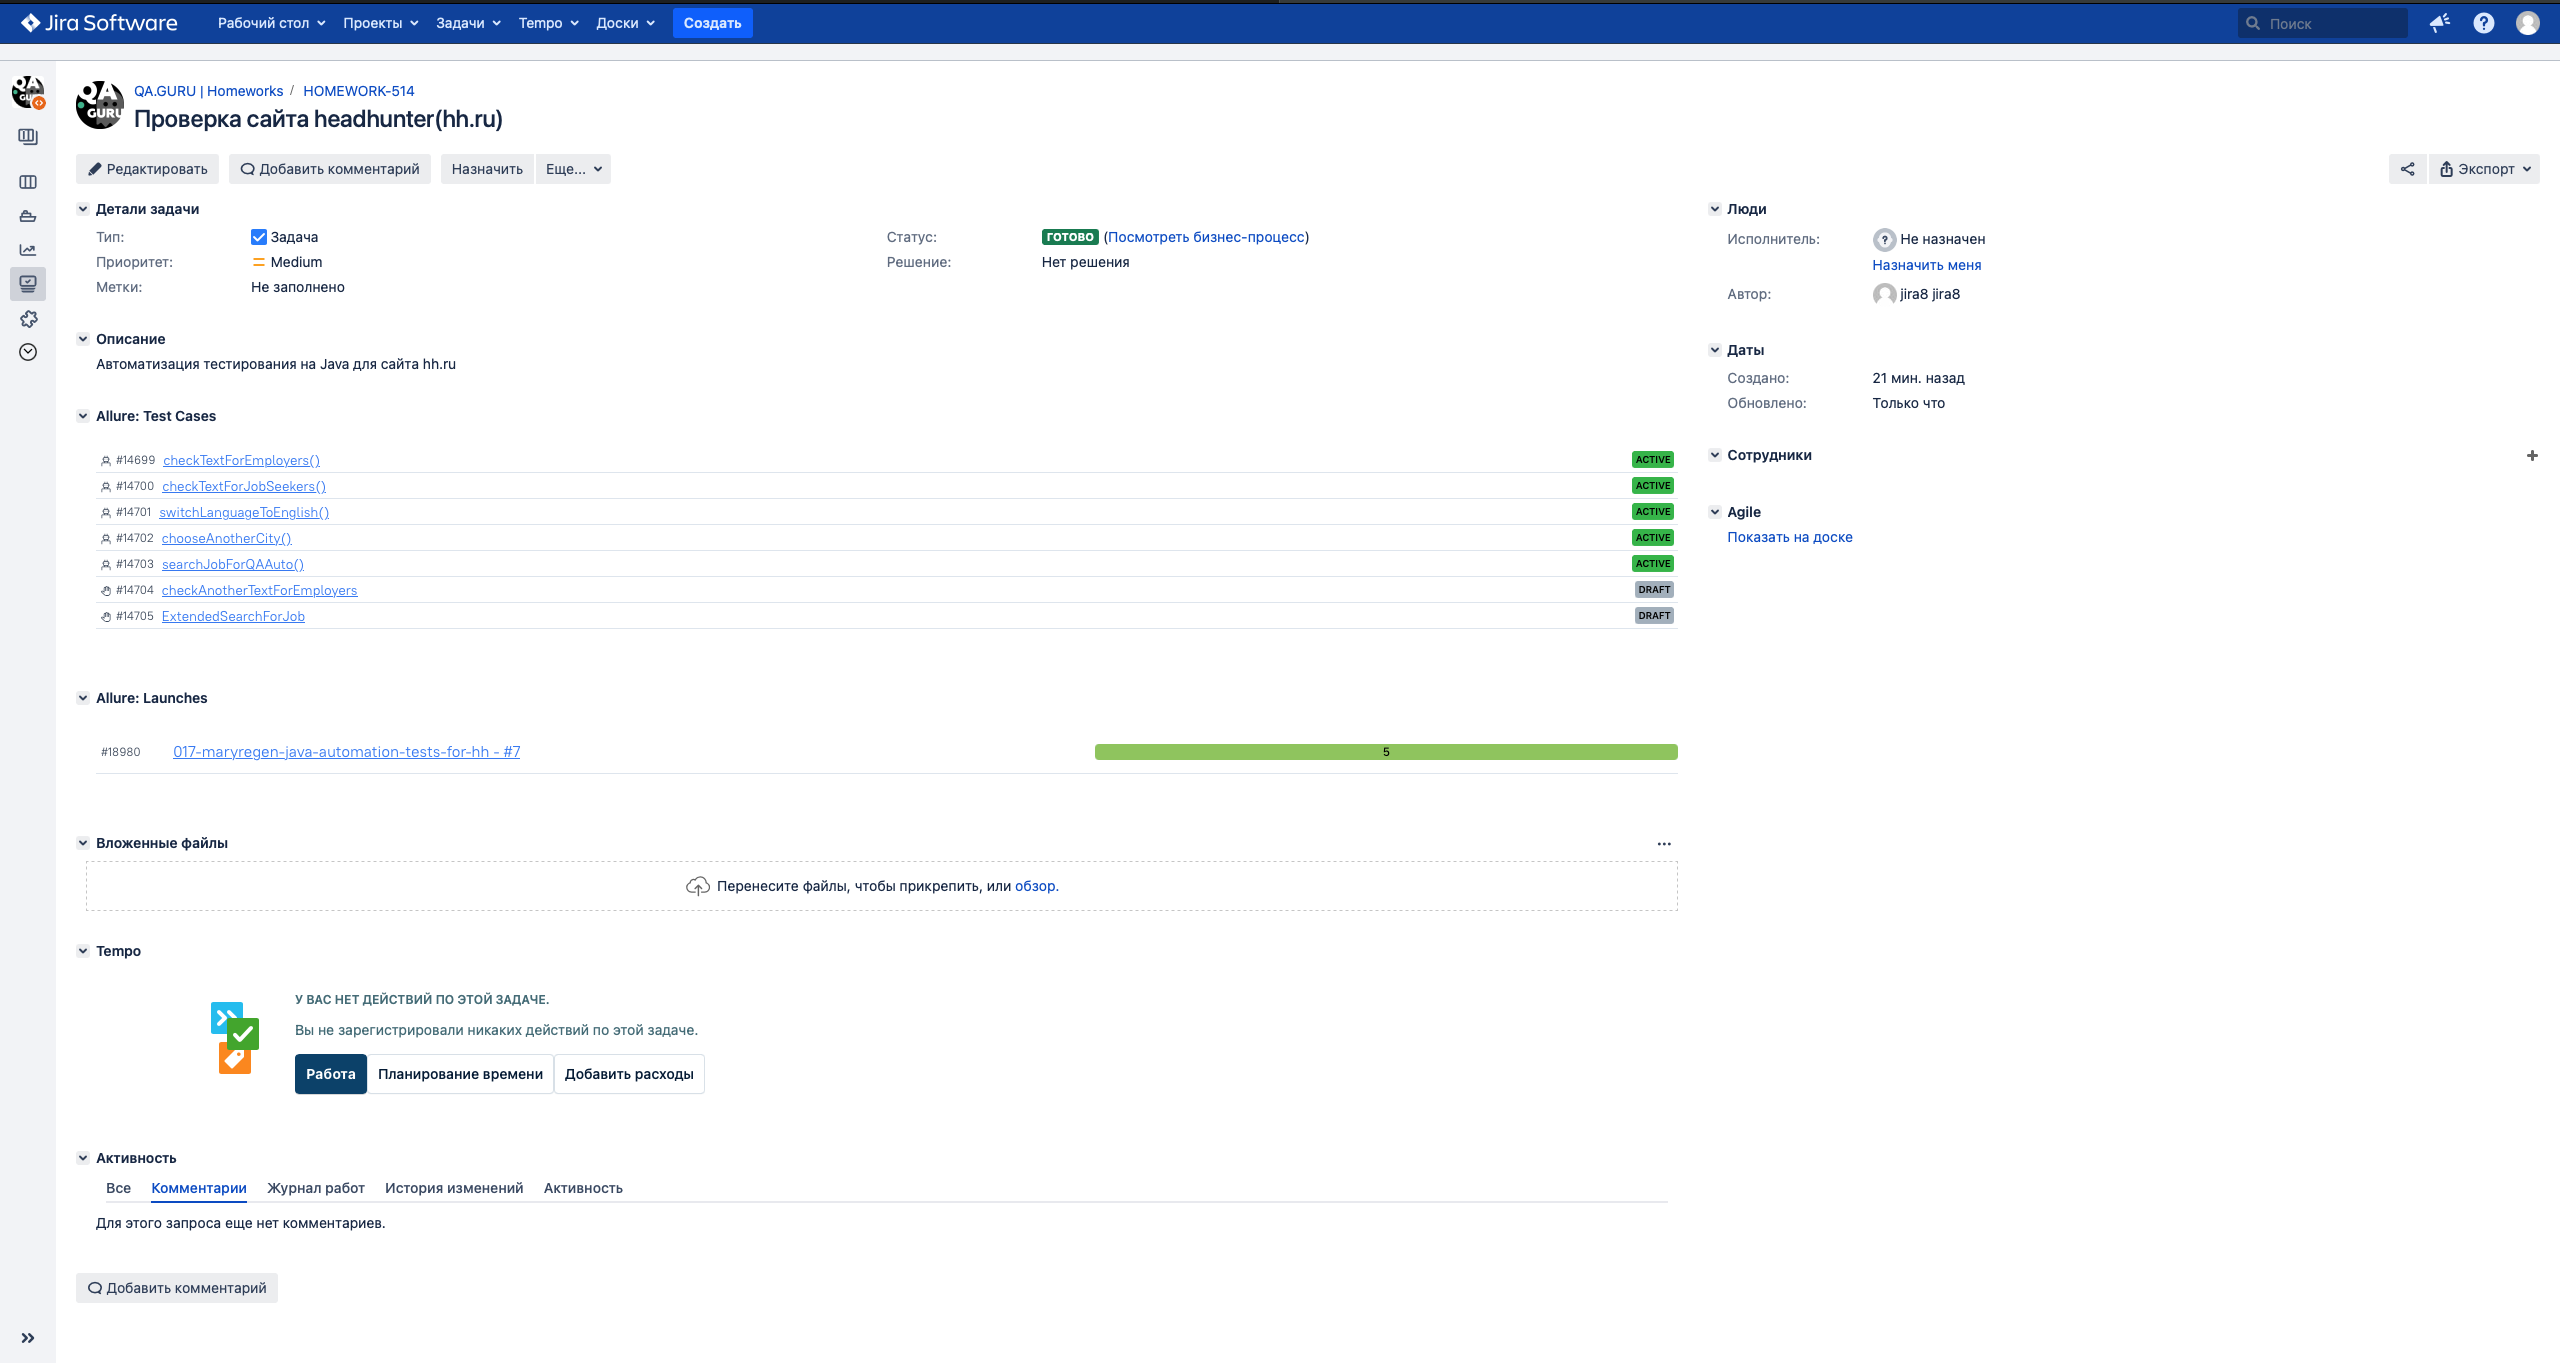 Jira Software Рабочий стол Проекты Задачи Tempo Доски Создать Поиск
QA.GURU | Homeworks / HOMEWORK-514
Проверка сайта headhunter(hh.ru)
Редактировать Добавить комментарий Назначить Еще... Экспорт
Детали задачи
Тип: Задача Статус: ГОТОВО (Посмотреть бизнес-процесс)
Приоритет: Medium Решение: Нет решения
Метки: Не заполнено
Описание
Автоматизация тестирования на Java для сайта hh.ru
Allure: Test Cases
#14699 checkTextForEmployers() ACTIVE
#14700 checkTextForJobSeekers() ACTIVE
#14701 switchLanguageToEnglish() ACTIVE
#14702 chooseAnotherCity() ACTIVE
#14703 searchJobForQAAuto() ACTIVE
#14704 checkAnotherTextForEmployers DRAFT
#14705 ExtendedSearchForJob DRAFT
Allure: Launches
#18980 017-maryregen-java-automation-tests-for-hh - #7 5
Вложенные файлы
Перенесите файлы, чтобы прикрепить, или обзор.
Tempo
У ВАС НЕТ ДЕЙСТВИЙ ПО ЭТОЙ ЗАДАЧЕ.
Вы не зарегистрировали никаких действий по этой задаче.
Работа Планирование времени Добавить расходы
Активность
Все Комментарии Журнал работ История изменений Активность
Для этого запроса еще нет комментариев.
Добавить комментарий
Люди
Исполнитель: Не назначен
Назначить меня
Автор: jira8 jira8
Даты
Создано: 21 мин. назад
Обновлено: Только что
Сотрудники
Agile
Показать на доске
QA
GURU